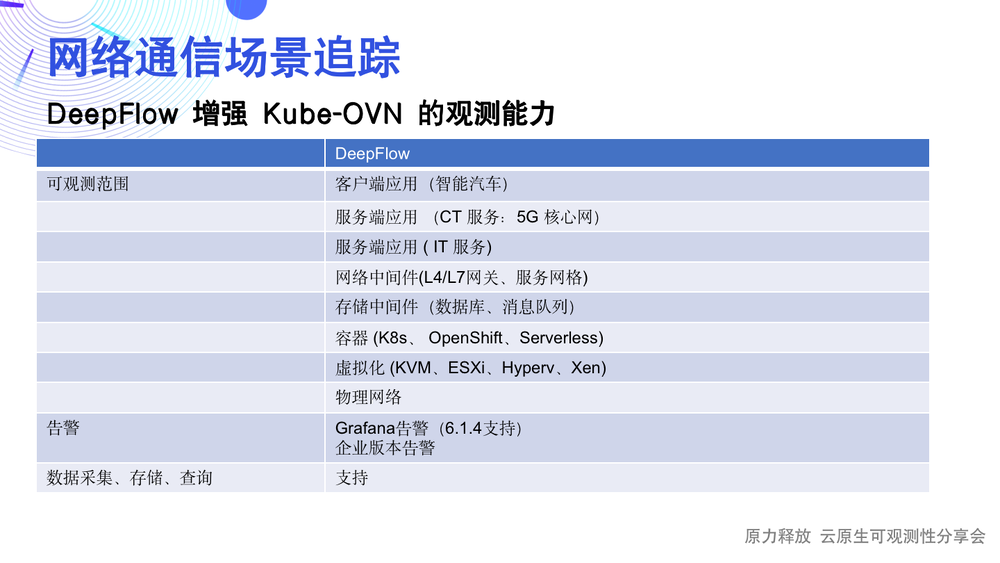 网络通信场景追踪
DeepFlow 增强 Kube-OVN 的观测能力
DeepFlow
可观测范围
客户端应用（智能汽车）
服务端应用 （CT 服务：5G 核心网）
服务端应用 ( IT 服务)
网络中间件(L4/L7网关、服务网格)
存储中间件（数据库、消息队列）
容器 (K8s、 OpenShift、Serverless)
虚拟化 (KVM、ESXi、Hyperv、Xen)
物理网络
告警
Grafana告警（6.1.4支持）
企业版本告警
数据采集、存储、查询
支持
原力释放 云原生可观测性分享会